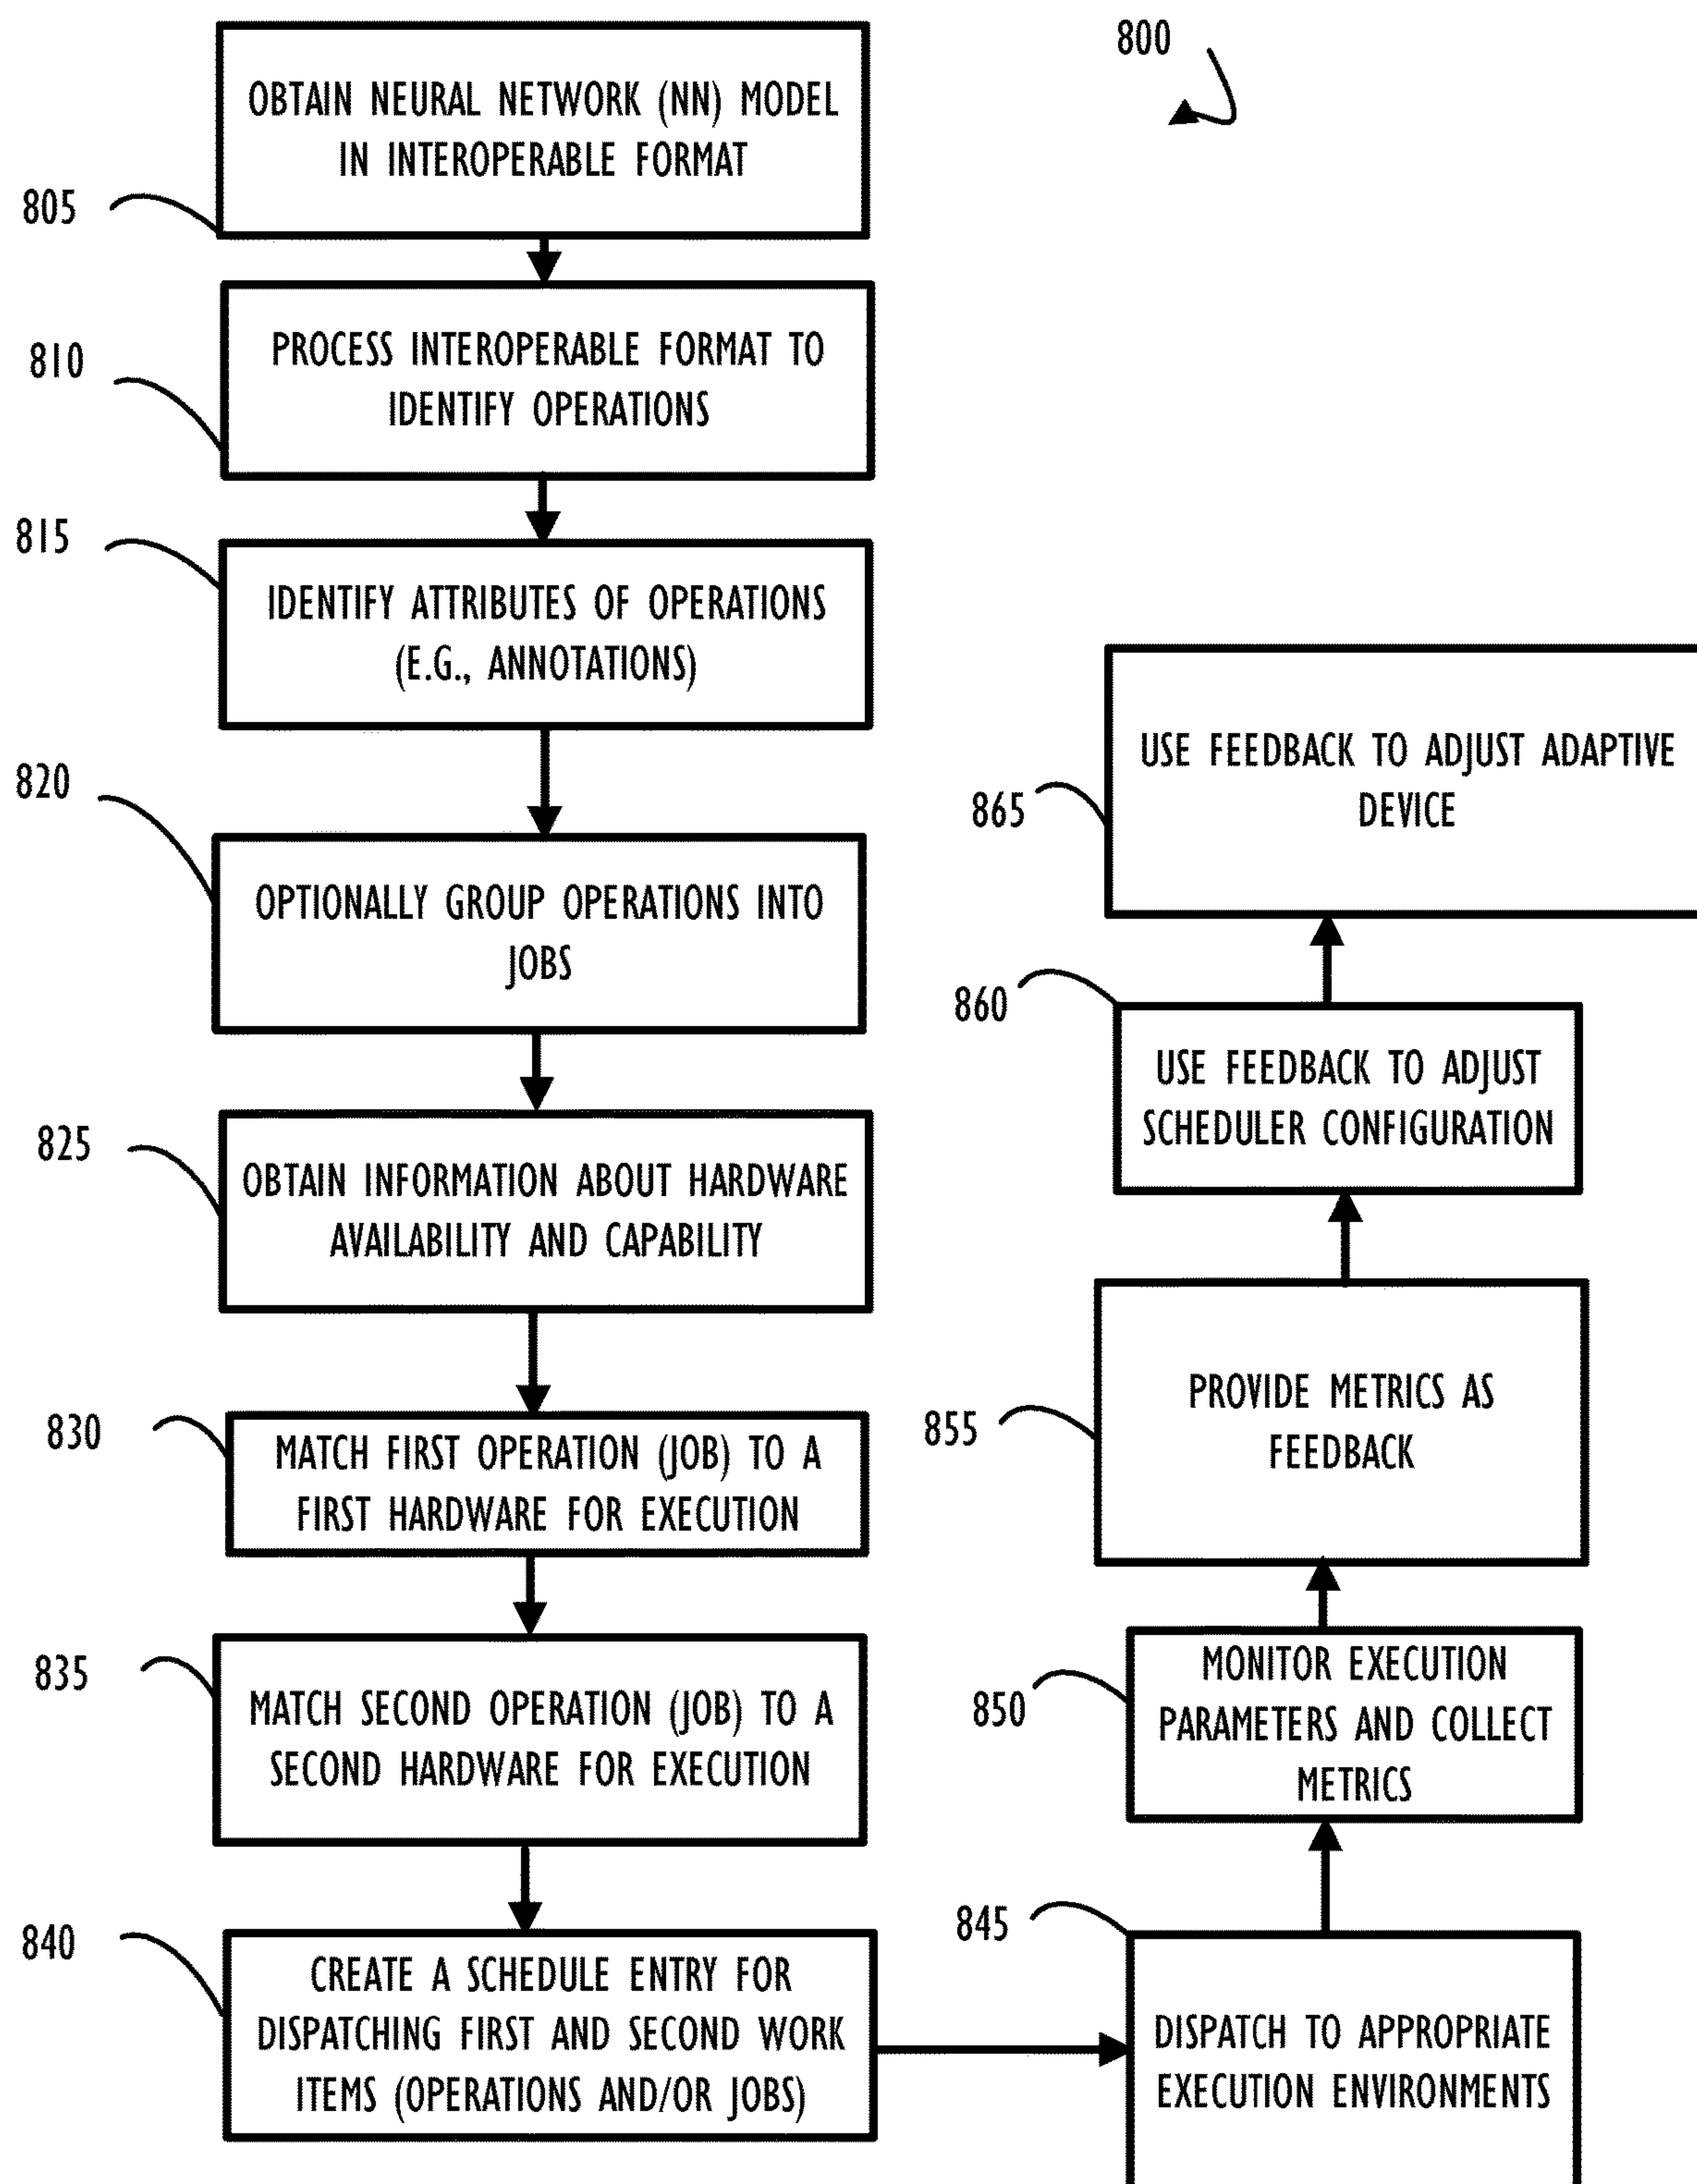 800
OBTAIN NEURAL NETWORK (NN) MODEL
IN INTEROPERABLE FORMAT
805
PROCESS INTEROPERABLE FORMAT TO
IDENTIFY OPERATIONS
810
IDENTIFY ATTRIBUTES OF OPERATIONS
(E.G., ANNOTATIONS)
815
OPTIONALLY GROUP OPERATIONS INTO
JOBS
820
OBTAIN INFORMATION ABOUT HARDWARE
AVAILABILITY AND CAPABILITY
825
MATCH FIRST OPERATION (JOB) TO A
FIRST HARDWARE FOR EXECUTION
830
MATCH SECOND OPERATION (JOB) TO A
SECOND HARDWARE FOR EXECUTION
835
CREATE A SCHEDULE ENTRY FOR
DISPATCHING FIRST AND SECOND WORK
ITEMS (OPERATIONS AND/OR JOBS)
840
DISPATCH TO APPROPRIATE
EXECUTION ENVIRONMENTS
845
MONITOR EXECUTION
PARAMETERS AND COLLECT
METRICS
850
PROVIDE METRICS AS
FEEDBACK
855
USE FEEDBACK TO ADJUST
SCHEDULER CONFIGURATION
860
USE FEEDBACK TO ADJUST ADAPTIVE
DEVICE
865